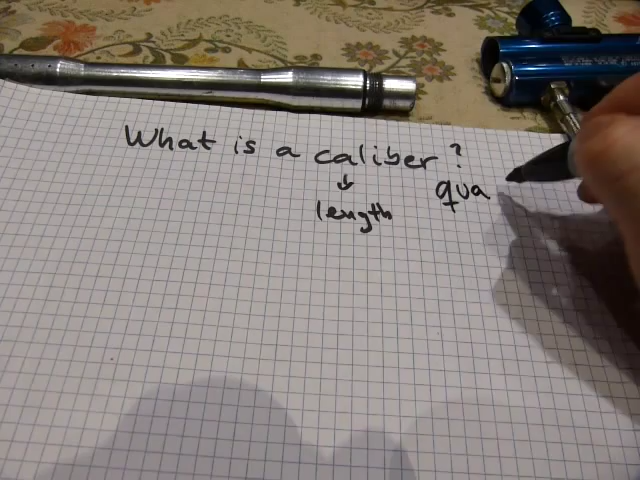 What is a caliber?
↓
length
qua